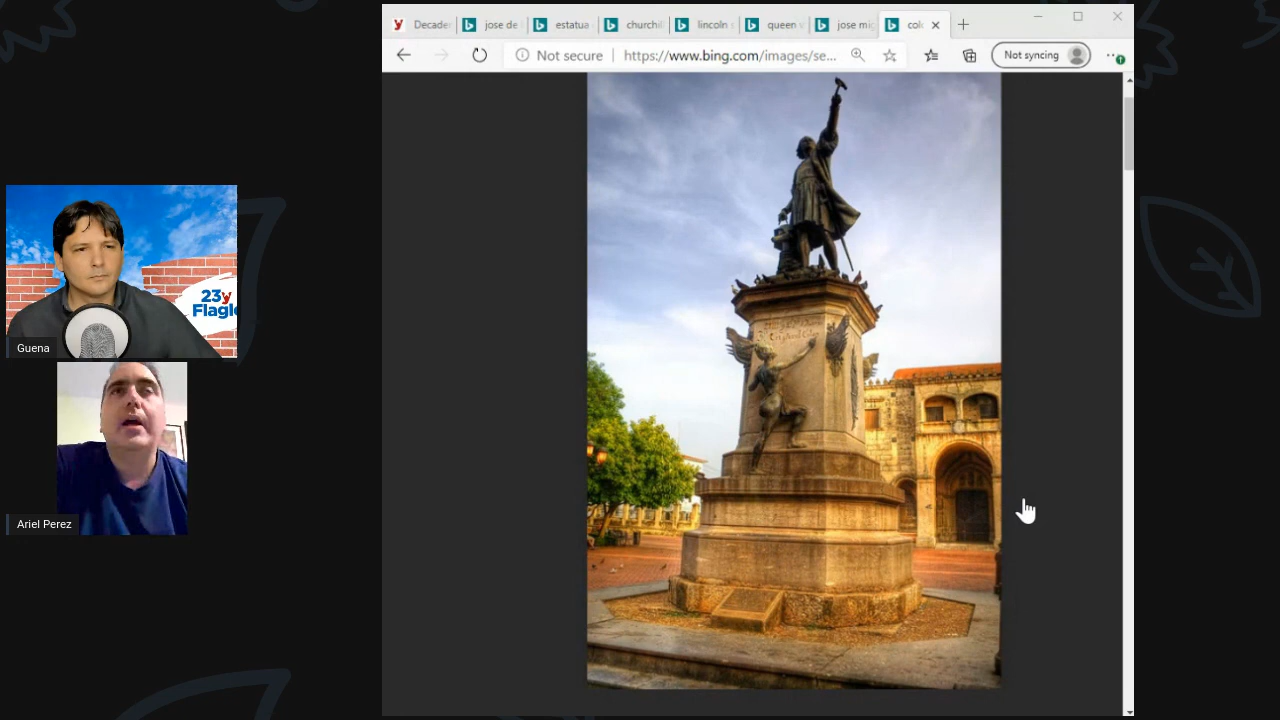 Decade
jose de
estatua
churchil
lincoln s
queen v
jose mig
col
Not secure
https://www.bing.com/images/se...
Not syncing
23y
Flagle
Guena
Ariel Perez